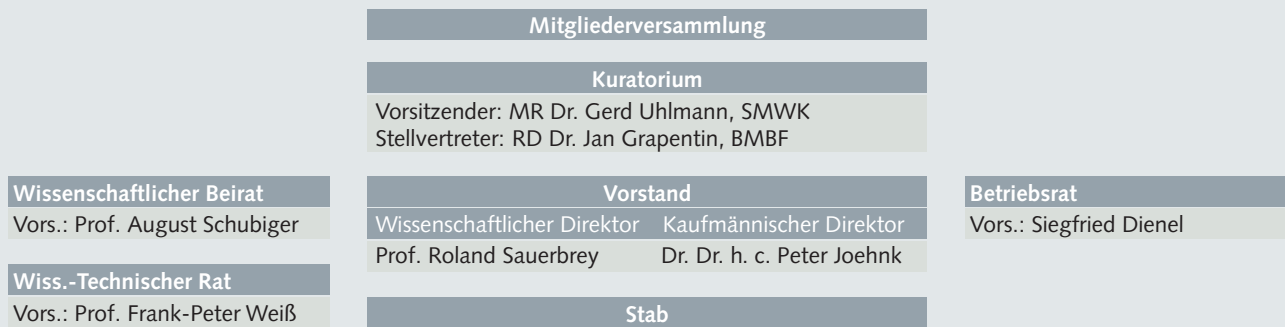 Mitgliederversammlung
Kuratorium
Vorsitzender: MR Dr. Gerd Uhlmann, SMWK
Stellvertreter: RD Dr. Jan Grapentin, BMBF
Wissenschaftlicher Beirat
Vors.: Prof. August Schubiger
Wiss.-Technischer Rat
Vors.: Prof. Frank-Peter Weiß
Vorstand
Wissenschaftlicher Direktor Kaufmännischer Direktor
Prof. Roland Sauerbrey Dr. Dr. h. c. Peter Joehnk
Stab
Betriebsrat
Vors.: Siegfried Dienel